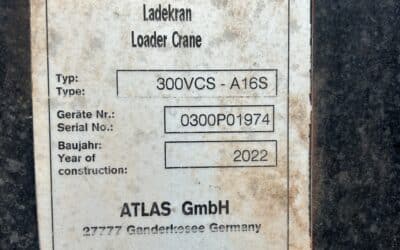 Ladekran
Loader Crane
Typ:
Type: 300VCS - A16S
Geräte Nr.:
Serial No.: 0300P01974
Baujahr:
Year of
construction: 2022
ATLAS GmbH
27777 Ganderkesee Germany